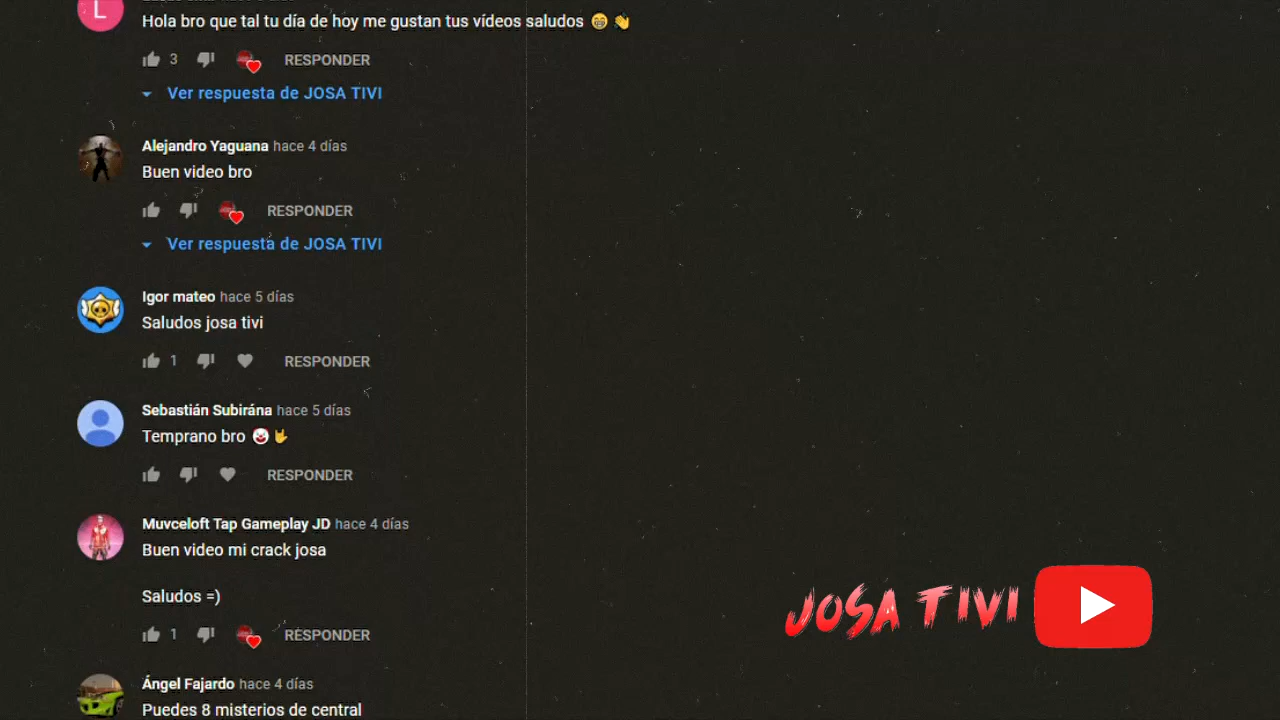 Hola bro que tal tu día de hoy me gustan tus vídeos saludos 😁👏
3 RESPONDER
Ver respuesta de JOSA TIVI
Alejandro Yaguana hace 4 días
Buen video bro
RESPONDER
Ver respuesta de JOSA TIVI
Igor mateo hace 5 días
Saludos josa tivi
1 RESPONDER
Sebastián Subirána hace 5 días
Temprano bro 🤡🤟
RESPONDER
Muvceloft Tap Gameplay JD hace 4 días
Buen video mi crack josa
Saludos =)
1 RESPONDER
Ángel Fajardo hace 4 días
Puedes 8 misterios de central
JOSA TIVI